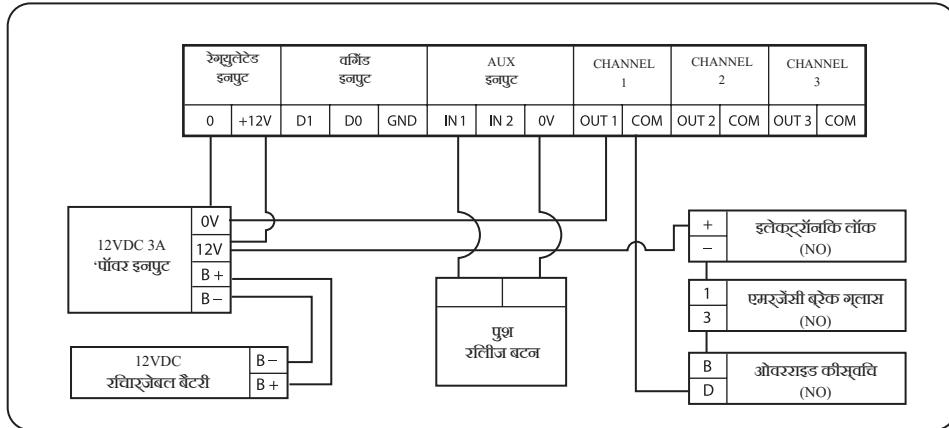 रेगयुलेटेड वगिंड AUX CHANNEL CHANNEL CHANNEL
इनपुट इनपुट इनपुट 1 2 3
0 +12V D1 D0 GND IN 1 IN 2 0V OUT 1 COM OUT 2 COM OUT 3 COM
12VDC 3A
‘पॉवर इनपुट
0V
12V
B +
B –
12VDC
रचिार्जेबल बैटरी
B –
B +
पुश
रलिीज बटन
+
–
इलेक्ट्रॉनकि लॉक
(NO)
1
3
एमर्जेंसी ब्रेक ग्लास
(NO)
B
D
ओवरराइड कीस्वचि
(NO)